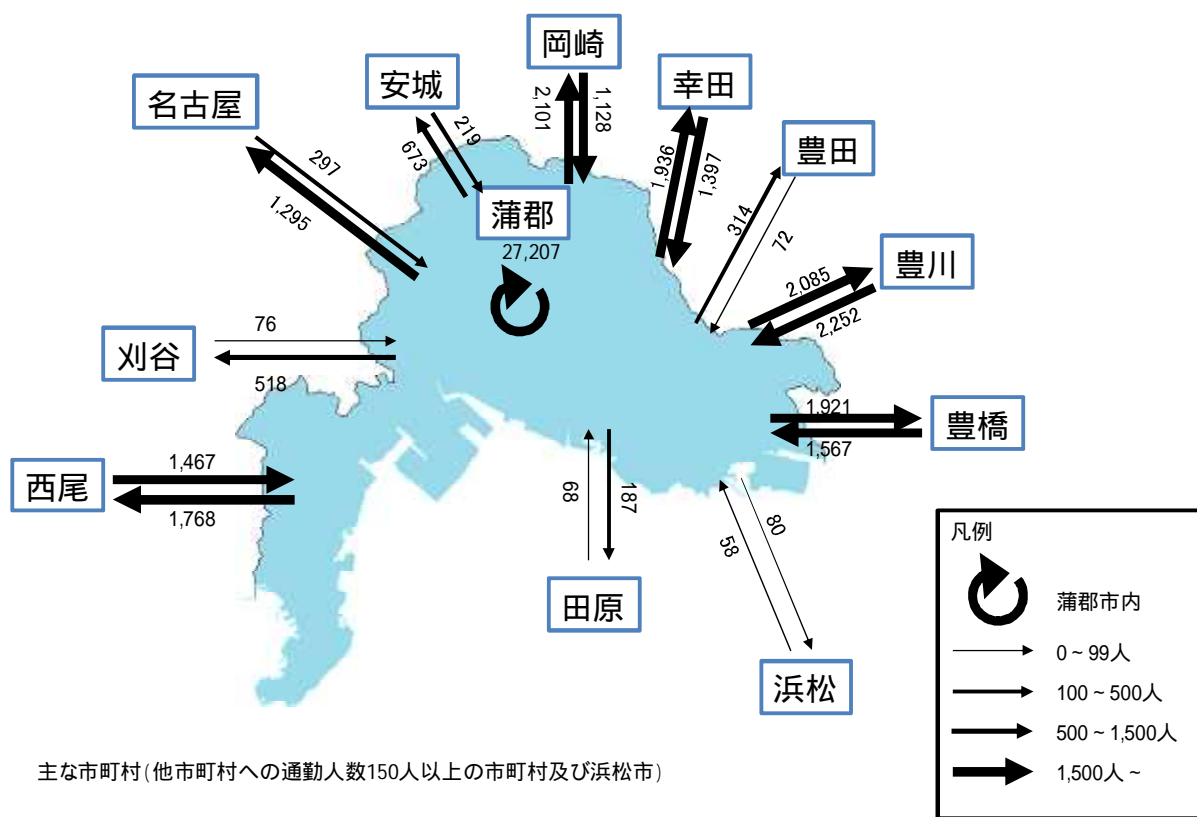 岡崎
安城
幸田
名古屋
2,101
1,128
219
673
豊田
297
1,936
1,397
1,295
蒲郡
314
72
27,207
豊川
2,085
2,252
76
刈谷
518
1,921
豊橋
1,567
1,467
西尾
1,768
68
187
80
58
田原
浜松
凡例
蒲郡市内
0～99人
100～500人
500～1,500人
1,500人～
主な市町村(他市町村への通勤人数150人以上の市町村及び浜松市)